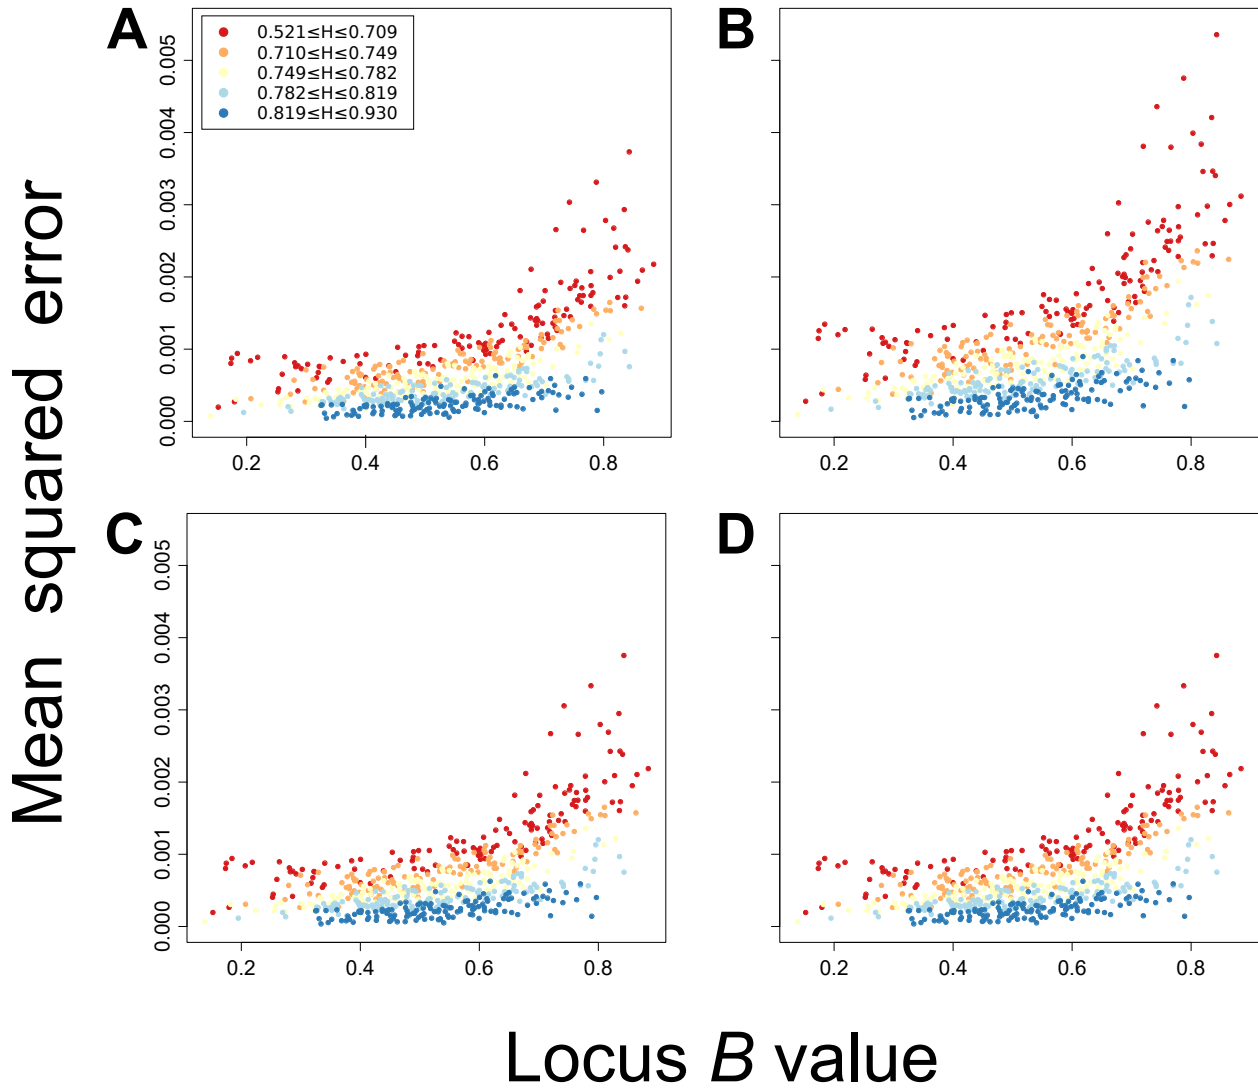 A
0.521≤H≤0.709
0.710≤H≤0.749
0.749≤H≤0.782
0.782≤H≤0.819
0.819≤H≤0.930
0.005
0.004
0.003
0.002
0.001
0.000
0.2 0.4 0.6 0.8
B
0.2 0.4 0.6 0.8
C
0.005
0.004
0.003
0.002
0.001
0.000
0.2 0.4 0.6 0.8
D
0.2 0.4 0.6 0.8
Mean squared error
Locus B value